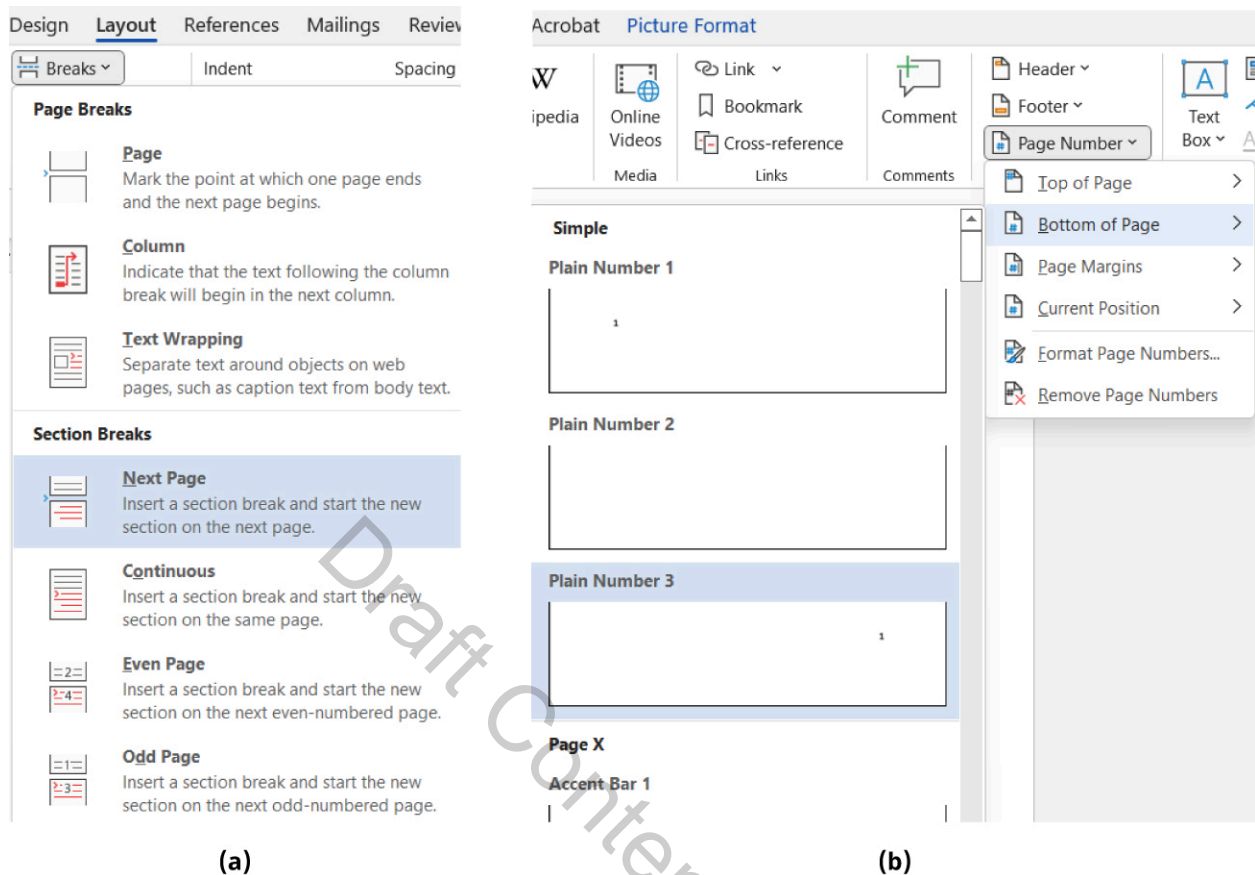 Design Layout References Mailings Review
Breaks
Indent Spacing
Page Breaks
Page
Mark the point at which one page ends
and the next page begins.
Column
Indicate that the text following the column
break will begin in the next column.
Text Wrapping
Separate text around objects on web
pages, such as caption text from body text.
Section Breaks
Next Page
Insert a section break and start the new
section on the next page.
Continuous
Insert a section break and start the new
section on the same page.
Even Page
Insert a section break and start the new
section on the next even-numbered page.
=2=
=4=
Odd Page
Insert a section break and start the new
section on the next odd-numbered page.
=1=
=3=
(a)
Acrobat Picture Format
W
ipedia
Online
Videos
Media
Link
Bookmark
Cross-reference
Links
Comment
Comments
Header
Footer
Page Number
A
Text
Box
A
Top of Page
Bottom of Page
Page Margins
Current Position
Format Page Numbers...
Remove Page Numbers
Simple
Plain Number 1
1
Plain Number 2
Plain Number 3
1
Page X
Accent Bar 1
(b)
Draft Conten